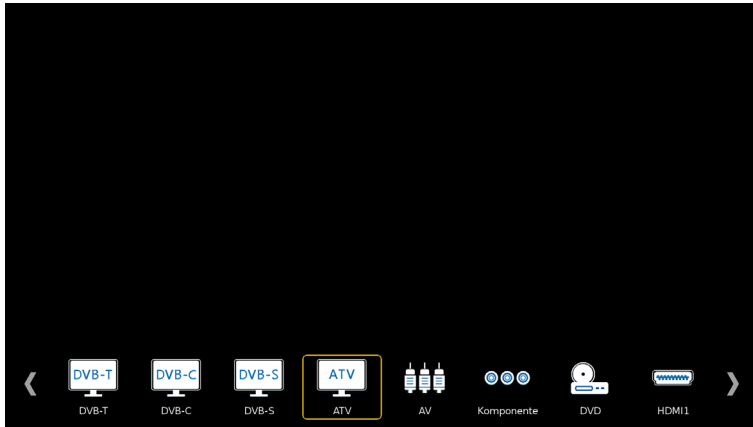 DVB-T DVB-C DVB-S ATV
DVB-T DVB-C DVB-S ATV AV Komponente DVD HDMI1